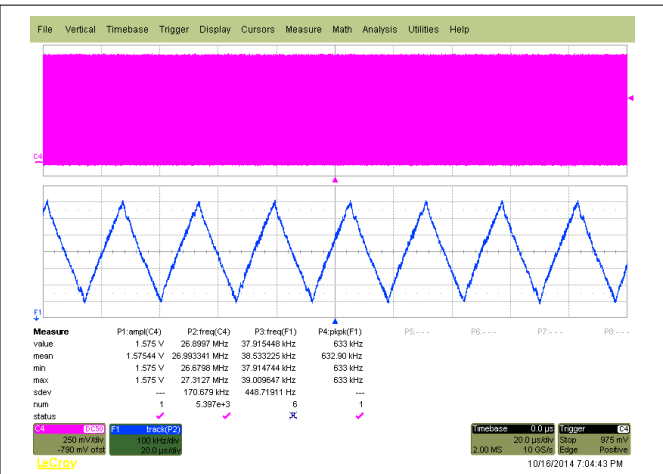 File Vertical Timebase Trigger Display Cursors Measure Math Analysis Utilities Help
C4
F1
Measure P1:ampl(C4) P2:freq(C4) P3:freq(F1) P4:pkpk(F1) P5:--- P6:--- P7:--- P8:---
value 1.575 V 26.8997 MHz 37.915448 kHz 633 kHz
mean 1.57544 V 26.993341 MHz 38.533225 kHz 632.90 kHz
min 1.575 V 26.6798 MHz 37.914744 kHz 633 kHz
max 1.575 V 27.3127 MHz 39.009647 kHz 633 kHz
sdev --- 170.679 kHz 448.71911 Hz ---
num 1 5.397e+3 6 1
status
C4 DC50 F1 track(P2) Timebase 0.0 µs Trigger C4
250 mV/div 100 kHz/div 20.0 µs/div Stop 975 mV
-790 mV ofst 20.0 µs/div 2.00 MS 10 GS/s Edge Positive
LeCroy 10/16/2014 7:04:43 PM